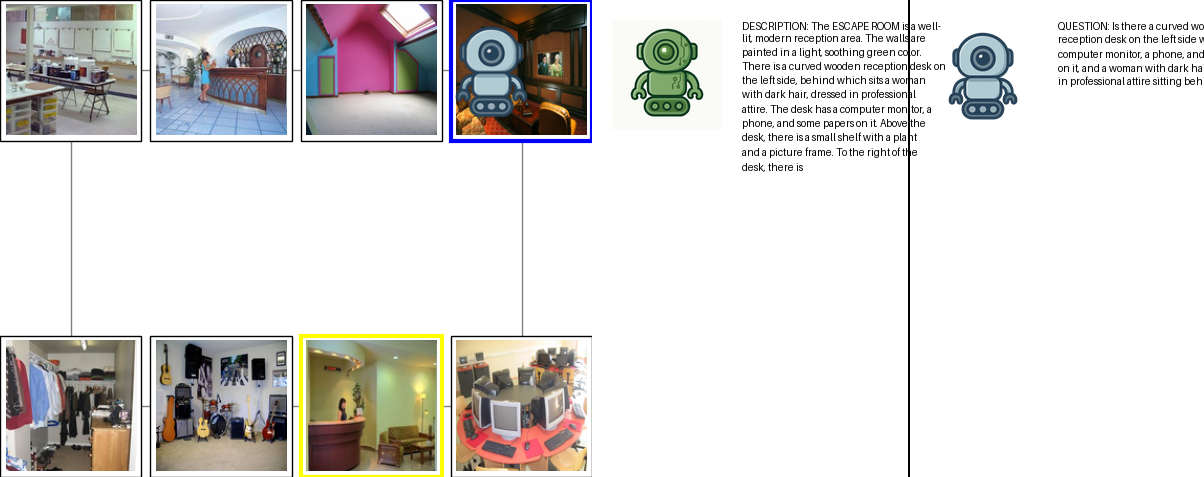 DESCRIPTION: The ESCAPE ROOM is a well-
lit, modern reception area. The walls are
painted in a light, soothing green color.
There is a curved wooden reception desk on
the left side, behind which sits a woman
with dark hair, dressed in professional
attire. The desk has a computer monitor, a
phone, and some papers on it. Above the
desk, there is a small shelf with a plant
and a picture frame. To the right of the
desk, there is
QUESTION: Is there a curved wo
reception desk on the left side w
computer monitor, a phone, and
on it, and a woman with dark ha
in professional attire sitting beh